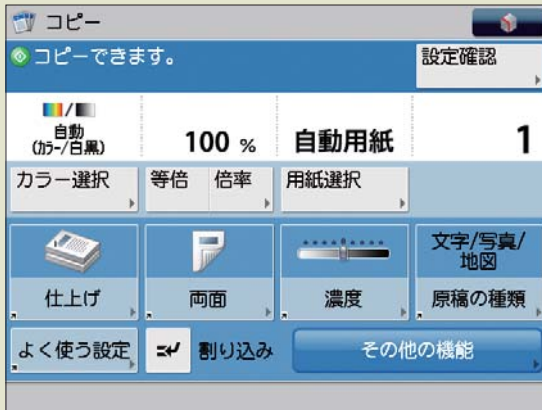 コピー
コピーできます。
設定確認
自動
(カラー/白黒)
100 %
自動用紙
1
カラー選択
等倍
倍率
用紙選択
文字/写真/
地図
仕上げ
両面
濃度
原稿の種類
よく使う設定
割り込み
その他の機能